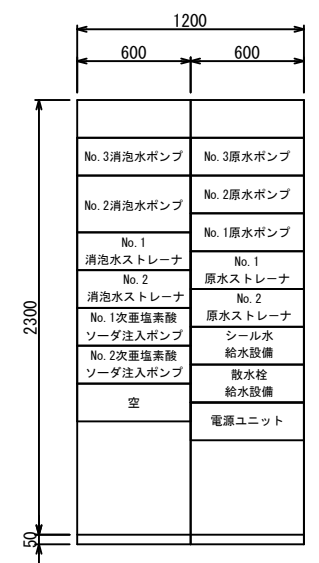 1200
600
600
No.3消泡水ポンプ
No.2消泡水ポンプ
No.1
消泡水ストレーナ
No.2
消泡水ストレーナ
No.1次亜塩素酸
ソーダ注入ポンプ
No.2次亜塩素酸
ソーダ注入ポンプ
空
No.3原水ポンプ
No.2原水ポンプ
No.1原水ポンプ
No.1
原水ストレーナ
No.2
原水ストレーナ
シール水
給水設備
散水栓
給水設備
電源ユニット
2300
50